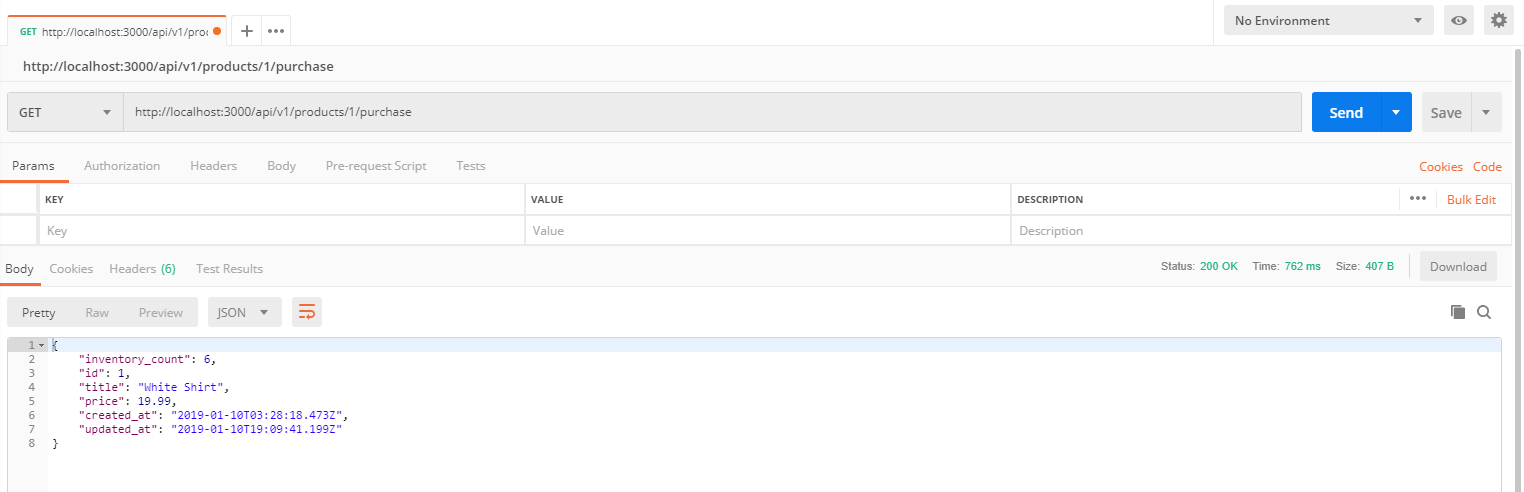 GET http://localhost:3000/api/v1/proc
No Environment
http://localhost:3000/api/v1/products/1/purchase
GET http://localhost:3000/api/v1/products/1/purchase Send Save
Params Authorization Headers Body Pre-request Script Tests Cookies Code
KEY VALUE DESCRIPTION Bulk Edit
Key Value Description
Body Cookies Headers (6) Test Results Status: 200 OK Time: 762 ms Size: 407 B Download
Pretty Raw Preview JSON
1 {
2 "inventory_count": 6,
3 "id": 1,
4 "title": "White Shirt",
5 "price": 19.99,
6 "created_at": "2019-01-10T03:28:18.473Z",
7 "updated_at": "2019-01-10T19:09:41.199Z"
8 }